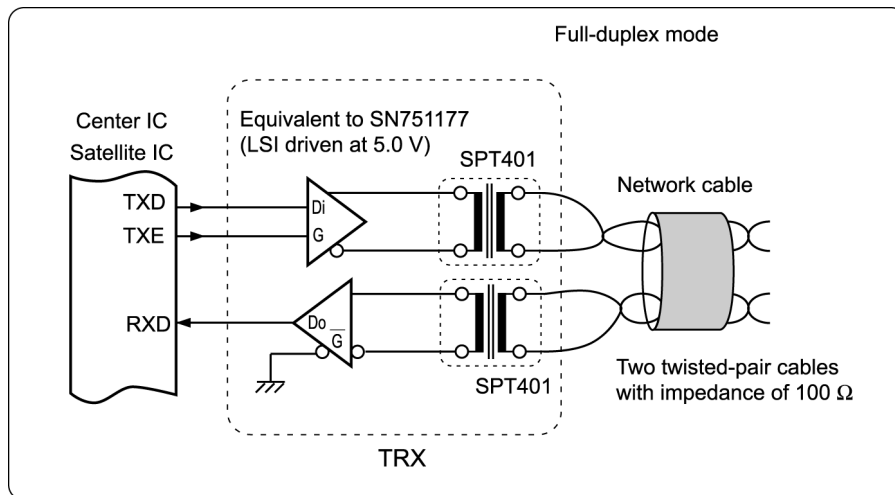 Full-duplex mode
Center IC
Satellite IC
Equivalent to SN751177
(LSI driven at 5.0 V)
SPT401
Network cable
TXD
TXE
Di
G
RXD
Do
G̅
SPT401
Two twisted-pair cables
with impedance of 100 Ω
TRX